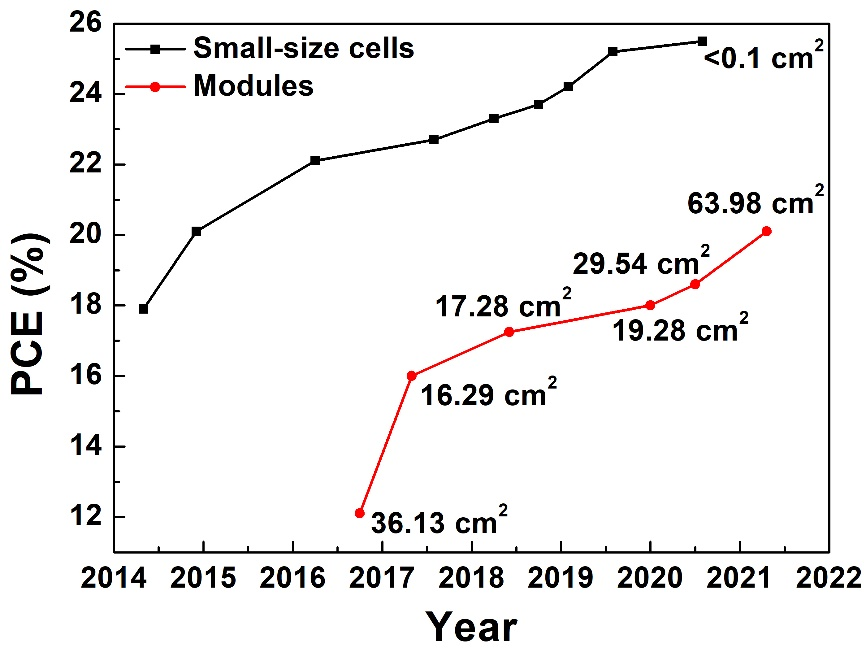 26
24
22
20
18
16
14
12
PCE (%)
Small-size cells
Modules
<0.1 cm²
63.98 cm²
29.54 cm²
17.28 cm²
19.28 cm²
16.29 cm²
36.13 cm²
2014 2015 2016 2017 2018 2019 2020 2021 2022
Year